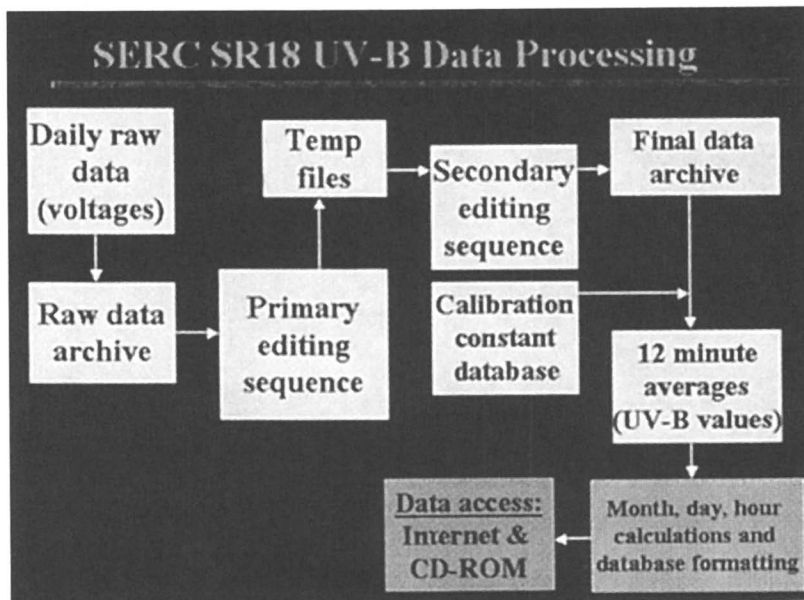 SERC SR18 UV-B Data Processing
Daily raw
data
(voltages)
Raw data
archive
Primary
editing
sequence
Temp
files
Secondary
editing
sequence
Final data
archive
Calibration
constant
database
12 minute
averages
(UV-B values)
Month, day, hour
calculations and
database formatting
Data access:
Internet &
CD-ROM